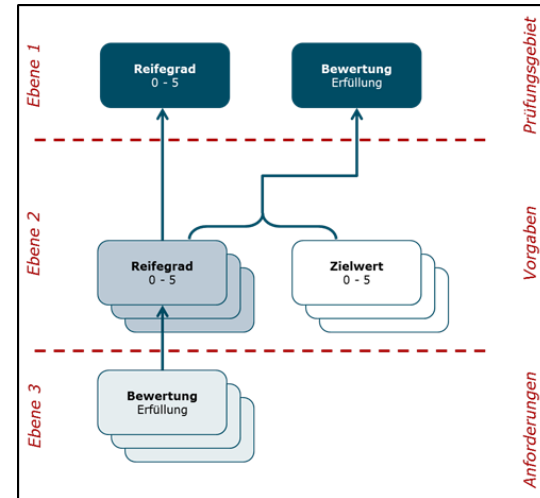 Ebene 1
Reifegrad
0 - 5
Bewertung
Erfüllung
Prüfungsgebiet
Ebene 2
Reifegrad
0 - 5
Zielwert
0 - 5
Vorgaben
Ebene 3
Bewertung
Erfüllung
Anforderungen